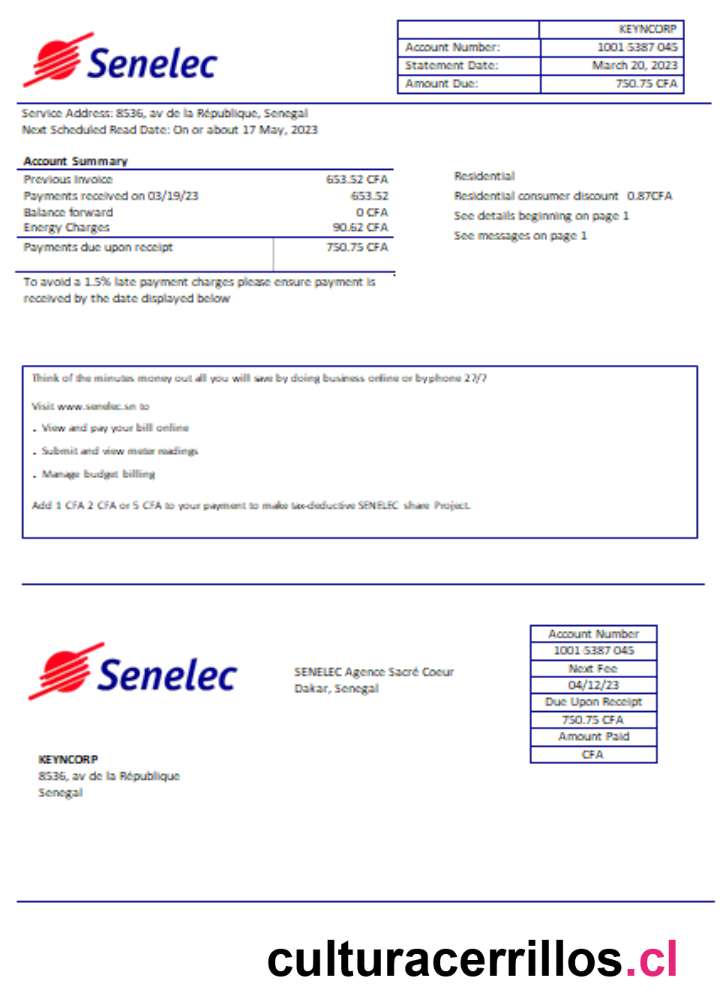 Senelec
KEYNCORP
Account Number: 1001 5387 045
Statement Date: March 20, 2023
Amount Due: 750.75 CFA
Service Address: 8536, av de la République, Senegal
Next Scheduled Read Date: On or about 17 May, 2023
Account Summary
Previous Invoice 653.52 CFA
Payments received on 03/19/23 653.52
Balance forward 0 CFA
Energy Charges 90.62 CFA
Payments due upon receipt 750.75 CFA
Residential
Residential consumer discount 0.87CFA
See details beginning on page 1
See messages on page 1
To avoid a 1.5% late payment charges please ensure payment is
received by the date displayed below
Think of the minutes money out all you will save by doing business online or byphone 27/7
Visit www.senelec.sn to
. View and pay your bill online
. Submit and view meter readings
. Manage budget billing
Add 1 CFA 2 CFA or 5 CFA to your payment to make tax-deductive SENELEC share Project.
Senelec
SENELEC Agence Sacré Coeur
Dakar, Senegal
Account Number
1001 5387 045
Next Fee
04/12/23
Due Upon Receipt
750.75 CFA
Amount Paid
CFA
KEYNCORP
8536, av de la République
Senegal
culturacerrillos.cl